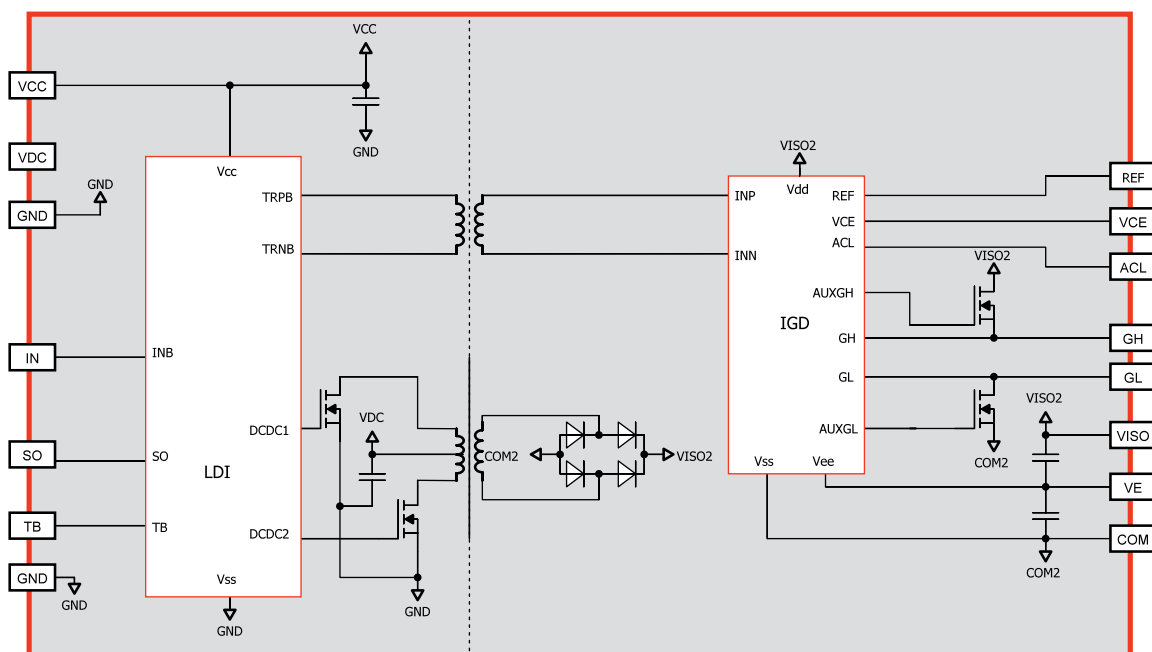 VCC
VCC
VDC
GND
GND
GND
Vcc
TRPB
TRNB
IN
INB
DCDC1
VDC
SO
SO
LDI
TB
TB
DCDC2
GND
GND
Vss
GND
GND
COM2
VISO2
VISO2
Vdd
INP
REF
REF
VCE
VCE
ACL
ACL
INN
VISO2
AUXGH
IGD
GH
GH
GL
GL
VISO2
AUXGL
VISO
COM2
Vss
Vee
VE
COM
COM2